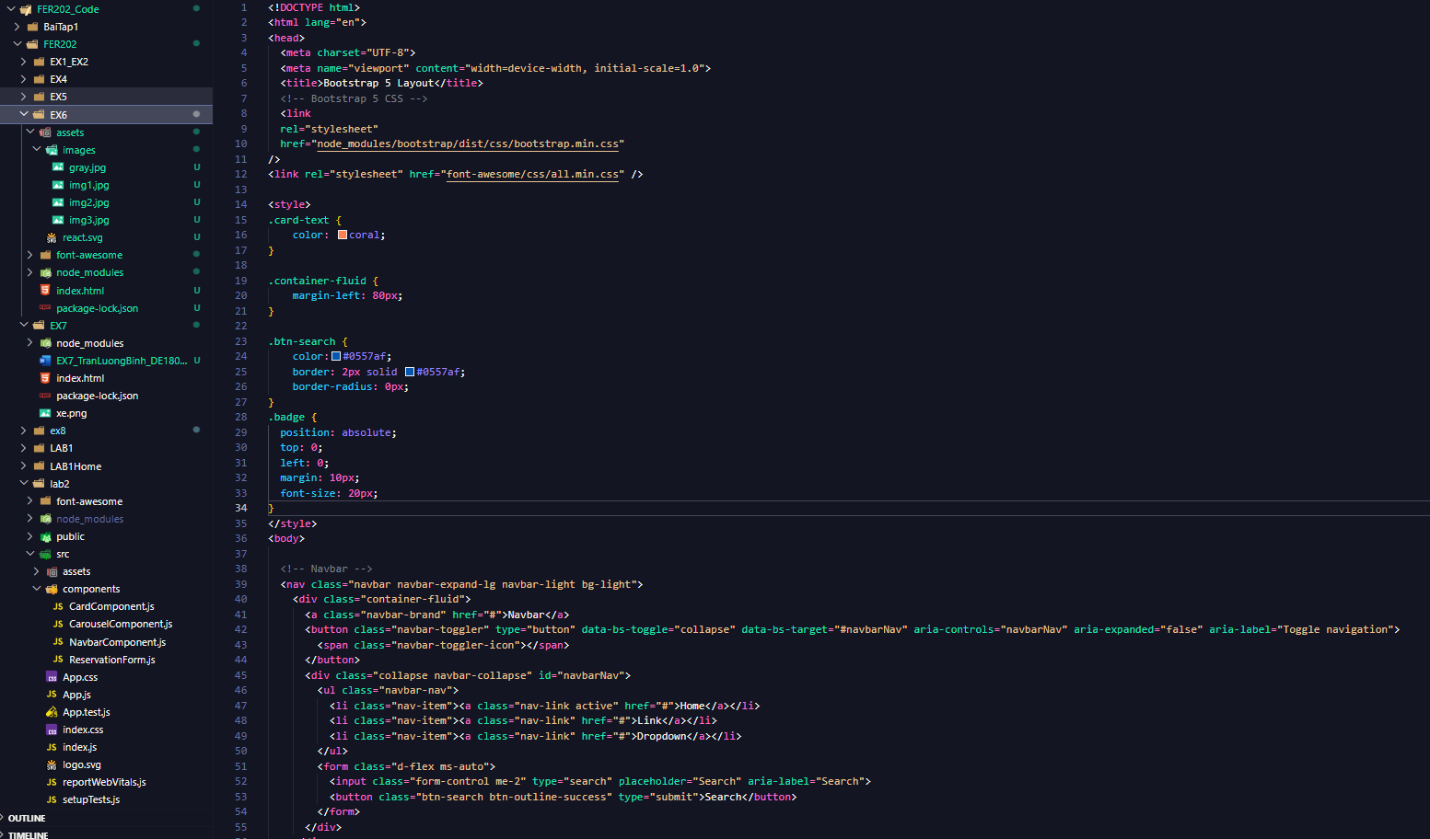 FER202_Code
BaiTap1
FER202
EX1_EX2
EX4
EX5
EX6
assets
images
gray.jpg U
img1.jpg U
img2.jpg U
img3.jpg U
react.svg U
font-awesome
node_modules
index.html U
package-lock.json U
EX7
node_modules
EX7_TranLuongBinh_DE180... U
index.html
package-lock.json
xe.png
ex8
LAB1
LAB1Home
lab2
font-awesome
node_modules
public
src
assets
components
JS CardComponent.js
JS CarouselComponent.js
JS NavbarComponent.js
JS ReservationForm.js
App.css
JS App.js
App.test.js
index.css
JS index.js
logo.svg
JS reportWebVitals.js
JS setupTests.js
OUTLINE
TIMELINE
1 <!DOCTYPE html>
2 <html lang="en">
3 <head>
4 <meta charset="UTF-8">
5 <meta name="viewport" content="width=device-width, initial-scale=1.0">
6 <title>Bootstrap 5 Layout</title>
7 <!-- Bootstrap 5 CSS -->
8 <link
9 rel="stylesheet"
10 href="node_modules/bootstrap/dist/css/bootstrap.min.css"
11 />
12 <link rel="stylesheet" href="font-awesome/css/all.min.css" />
13
14 <style>
15 .card-text {
16 color: coral;
17 }
18
19 .container-fluid {
20 margin-left: 80px;
21 }
22
23 .btn-search {
24 color:#0557af;
25 border: 2px solid #0557af;
26 border-radius: 0px;
27 }
28 .badge {
29 position: absolute;
30 top: 0;
31 left: 0;
32 margin: 10px;
33 font-size: 20px;
34 }
35 </style>
36 <body>
37
38 <!-- Navbar -->
39 <nav class="navbar navbar-expand-lg navbar-light bg-light">
40 <div class="container-fluid">
41 <a class="navbar-brand" href="#">Navbar</a>
42 <button class="navbar-toggler" type="button" data-bs-toggle="collapse" data-bs-target="#navbarNav" aria-controls="navbarNav" aria-expanded="false" aria-label="Toggle navigation">
43 <span class="navbar-toggler-icon"></span>
44 </button>
45 <div class="collapse navbar-collapse" id="navbarNav">
46 <ul class="navbar-nav">
47 <li class="nav-item"><a class="nav-link active" href="#">Home</a></li>
48 <li class="nav-item"><a class="nav-link" href="#">Link</a></li>
49 <li class="nav-item"><a class="nav-link" href="#">Dropdown</a></li>
50 </ul>
51 <form class="d-flex ms-auto">
52 <input class="form-control me-2" type="search" placeholder="Search" aria-label="Search">
53 <button class="btn-search btn-outline-success" type="submit">Search</button>
54 </form>
55 </div>